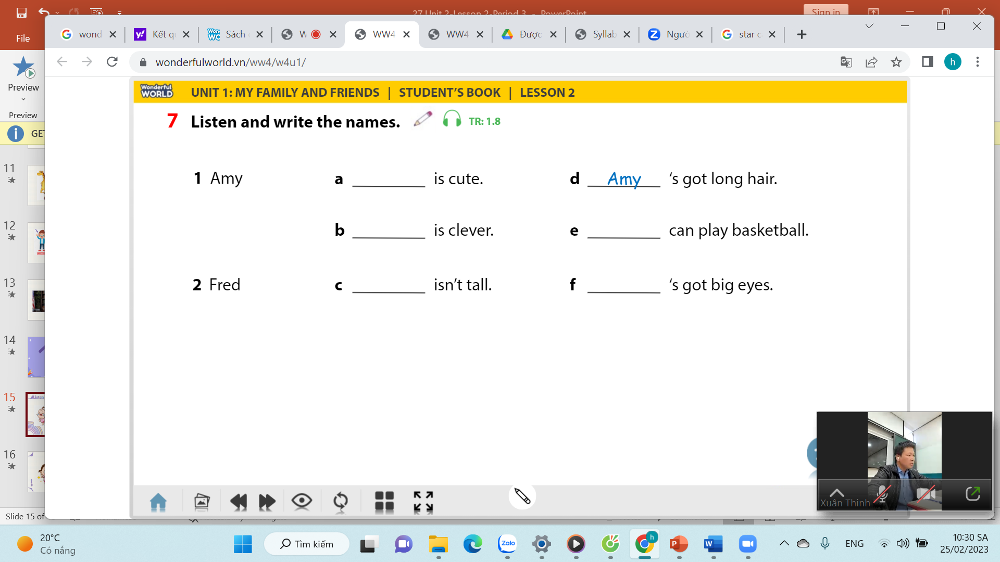 27 Unit 2-Lesson 2-Period 3 - PowerPoint
Sign in
File
wond
Kết qu
Sách
W
WW4
WW4
Được
Syllab
Ngườ
star c
wonderfulworld.vn/ww4/w4u1/
h
Preview
Preview
GET
Wonderful WORLD
UNIT 1: MY FAMILY AND FRIENDS | STUDENT'S BOOK | LESSON 2
7 Listen and write the names. TR: 1.8
1 Amy a ________ is cute. d Amy 's got long hair.
b ________ is clever. e ________ can play basketball.
2 Fred c ________ isn't tall. f ________ 's got big eyes.
11
12
13
14
15
Listen
16
Xuân Thinh
Slide 15 of
20°C
Có nắng
Tìm kiếm
Zalo
h
ENG
10:30 SA
25/02/2023